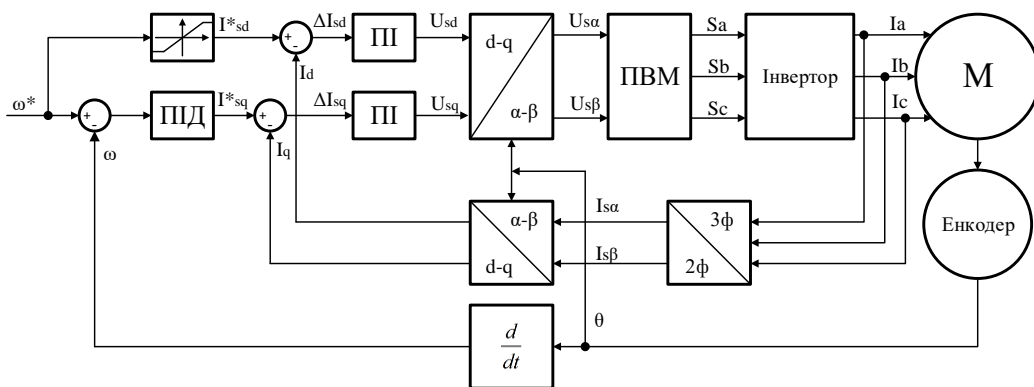 I*sd ΔIsd Usd Usα Sa Ia
ПІ
d-q
Id
Sb Ib
ω*
ПВМ
Інвертор
М
I*sq ΔIsq Usq Usβ Sc Ic
ПІД
ПІ
α-β
ω
Iq
α-β
Isα
3ф
Енкодер
d-q
Isβ
2ф
θ
d
dt